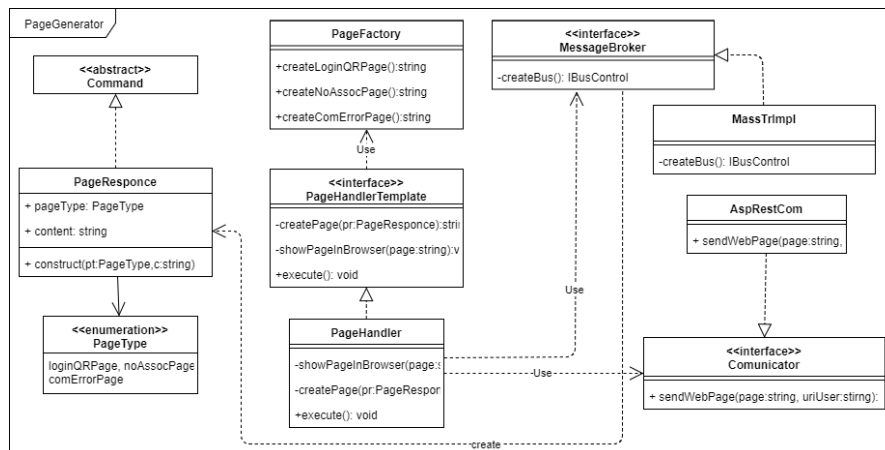 PageGenerator
<<abstract>>
Command
PageResponce
+ pageType: PageType
+ content: string
+ construct(pt:PageType,c:string)
<<enumeration>>
PageType
loginQRPage, noAssocPage
comErrorPage
PageFactory
+createLoginQRPage():string
+createNoAssocPage():string
+createComErrorPage():string
Use
<<interface>>
PageHandlerTemplate
-createPage(pr:PageResponce):strin
-showPageInBrowser(page:string):v
+execute(): void
PageHandler
-showPageInBrowser(page:s
-createPage(pr:PageRespon
+execute(): void
<<interface>>
MessageBroker
-createBus(): IBusControl
MassTrImpl
-createBus(): IBusControl
AspRestCom
+ sendWebPage(page:string,
Use
Use
<<interface>>
Comunicator
+ sendWebPage(page:string, uriUser:stirng):
create